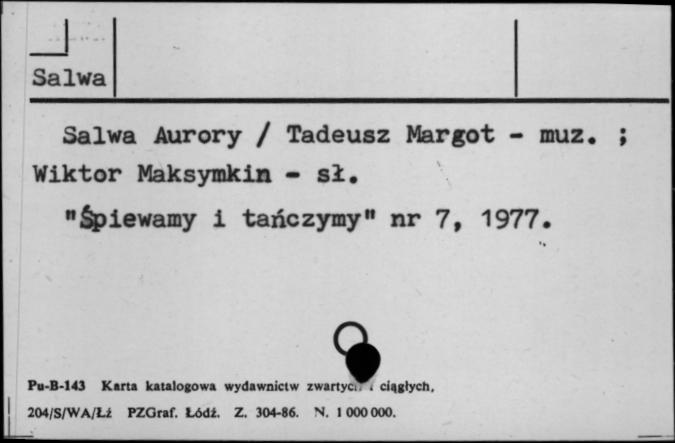 Salwa
Salwa Aurory / Tadeusz Margot - muz. ;
Wiktor Maksymkin - sł.
"Śpiewamy i tańczymy" nr 7, 1977.
Pu-B-143 Karta katalogowa wydawnictw i ciągłych,
204/S/WA/Łż PZGraf. Łódź. Z. 304-86. N. 1 000 000.